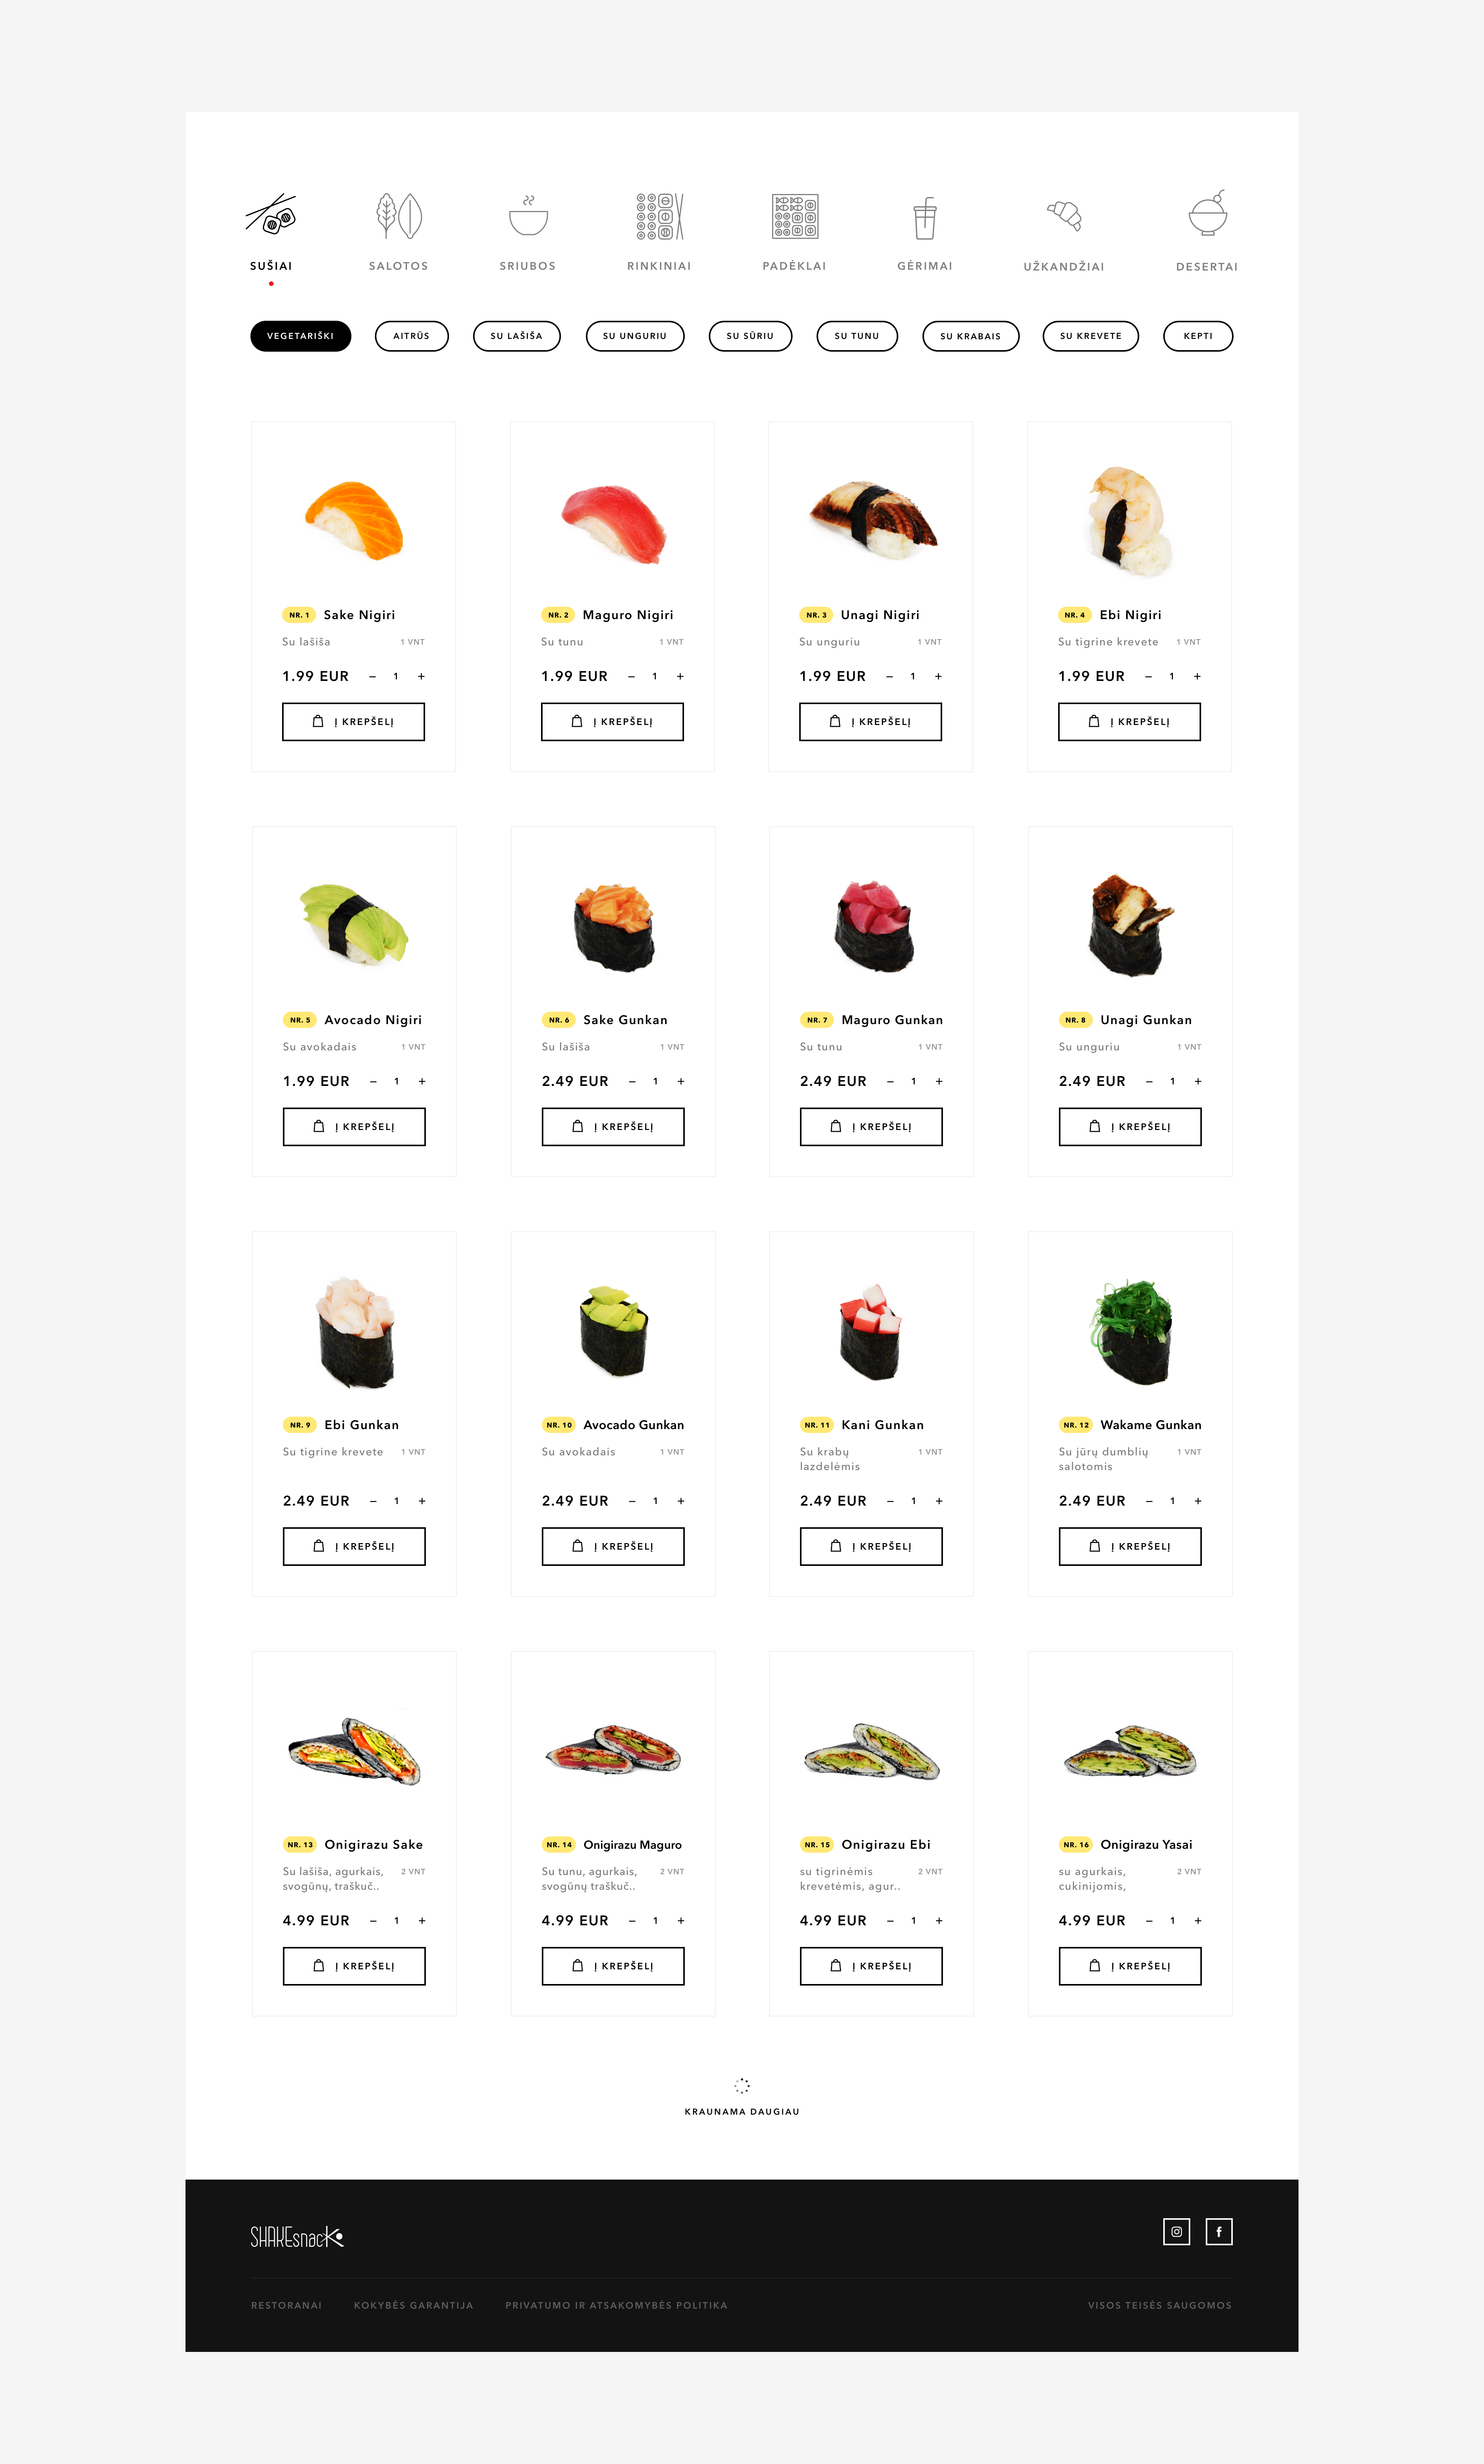 SUŠIAI SALOTOS SRIUBOS RINKINIAI PADĖKLAI GĖRIMAI UŽKANDŽIAI DESERTAI
VEGETARIŠKI AITRŪS SU LAŠIŠA SU UNGURIU SU SŪRIU SU TUNU SU KRABAIS SU KREVETE KEPTI
NR. 1 Sake Nigiri
Su lašiša 1 VNT
1.99 EUR – 1 +
Į KREPŠELĮ
NR. 2 Maguro Nigiri
Su tunu 1 VNT
1.99 EUR – 1 +
Į KREPŠELĮ
NR. 3 Unagi Nigiri
Su unguriu 1 VNT
1.99 EUR – 1 +
Į KREPŠELĮ
NR. 4 Ebi Nigiri
Su tigrine krevete 1 VNT
1.99 EUR – 1 +
Į KREPŠELĮ
NR. 5 Avocado Nigiri
Su avokadais 1 VNT
1.99 EUR – 1 +
Į KREPŠELĮ
NR. 6 Sake Gunkan
Su lašiša 1 VNT
2.49 EUR – 1 +
Į KREPŠELĮ
NR. 7 Maguro Gunkan
Su tunu 1 VNT
2.49 EUR – 1 +
Į KREPŠELĮ
NR. 8 Unagi Gunkan
Su unguriu 1 VNT
2.49 EUR – 1 +
Į KREPŠELĮ
NR. 9 Ebi Gunkan
Su tigrine krevete 1 VNT
2.49 EUR – 1 +
Į KREPŠELĮ
NR. 10 Avocado Gunkan
Su avokadais 1 VNT
2.49 EUR – 1 +
Į KREPŠELĮ
NR. 11 Kani Gunkan
Su krabų 1 VNT
lazdelėmis
2.49 EUR – 1 +
Į KREPŠELĮ
NR. 12 Wakame Gunkan
Su jūrų dumblių 1 VNT
salotomis
2.49 EUR – 1 +
Į KREPŠELĮ
NR. 13 Onigirazu Sake
Su lašiša, agurkais, 2 VNT
svogūnų, traškuč..
4.99 EUR – 1 +
Į KREPŠELĮ
NR. 14 Onigirazu Maguro
Su tunu, agurkais, 2 VNT
svogūnų traškuč..
4.99 EUR – 1 +
Į KREPŠELĮ
NR. 15 Onigirazu Ebi
su tigrinėmis 2 VNT
krevetėmis, agur..
4.99 EUR – 1 +
Į KREPŠELĮ
NR. 16 Onigirazu Yasai
su agurkais, 2 VNT
cukinijomis,
4.99 EUR – 1 +
Į KREPŠELĮ
KRAUNAMA DAUGIAU
SHAKEsnacK
RESTORANAI KOKYBĖS GARANTIJA PRIVATUMO IR ATSAKOMYBĖS POLITIKA VISOS TEISĖS SAUGOMOS